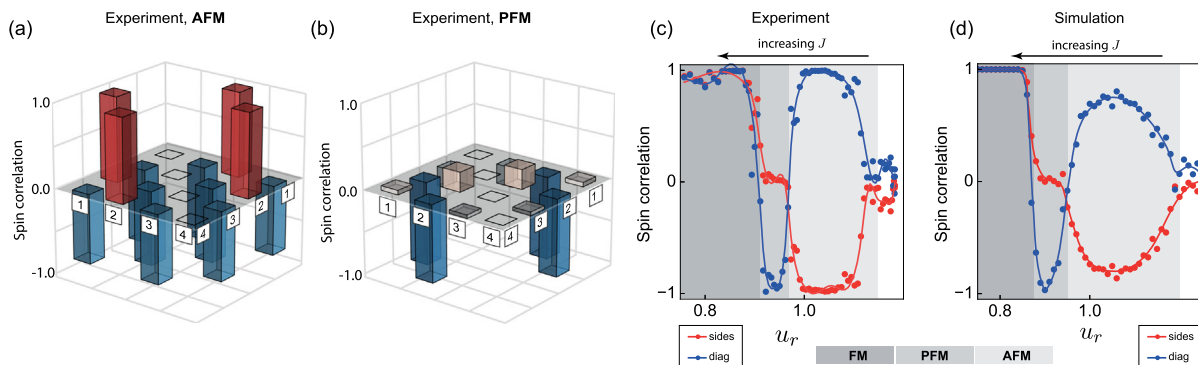 Experiment, AFM
(a)
Spin correlation
1.0
0.0
-1.0
1
2
3
4
4
3
2
1
Experiment, PFM
(b)
Spin correlation
1.0
0.0
-1.0
1
2
3
4
4
3
2
1
Experiment
(c)
increasing J
Spin correlation
1
0
−1
0.8
1.0
u_r
sides
diag
Simulation
(d)
increasing J
Spin correlation
1
0
−1
0.8
1.0
u_r
sides
diag
FM
PFM
AFM